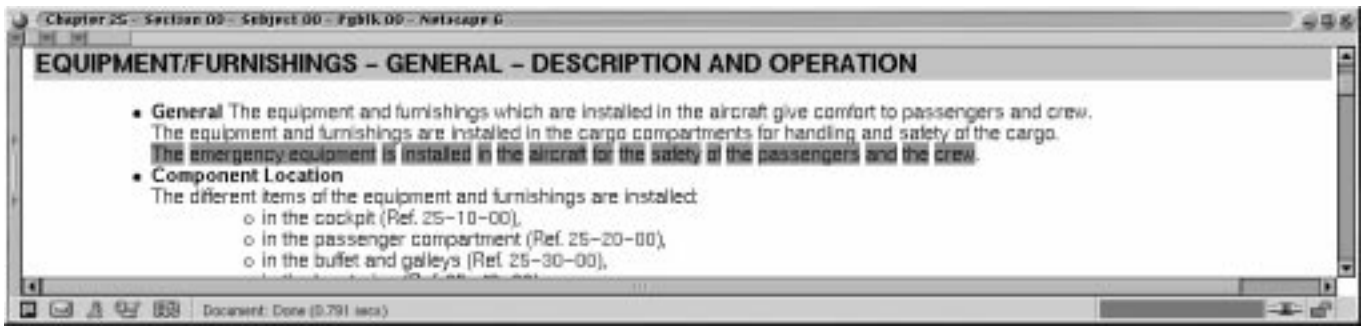 Chapter 25 - Section 00 - Subject 00 - Pgblk 00 - Netscape 6
EQUIPMENT/FURNISHINGS – GENERAL – DESCRIPTION AND OPERATION
• General The equipment and furnishings which are installed in the aircraft give comfort to passengers and crew.
The equipment and furnishings are installed in the cargo compartments for handling and safety of the cargo.
The emergency equipment is installed in the aircraft for the safety of the passengers and the crew.
• Component Location
The different items of the equipment and furnishings are installed:
o in the cockpit (Ref. 25-10-00),
o in the passenger compartment (Ref. 25-20-00),
o in the buffet and galleys (Ref. 25-30-00),
Document: Done (0.791 secs)